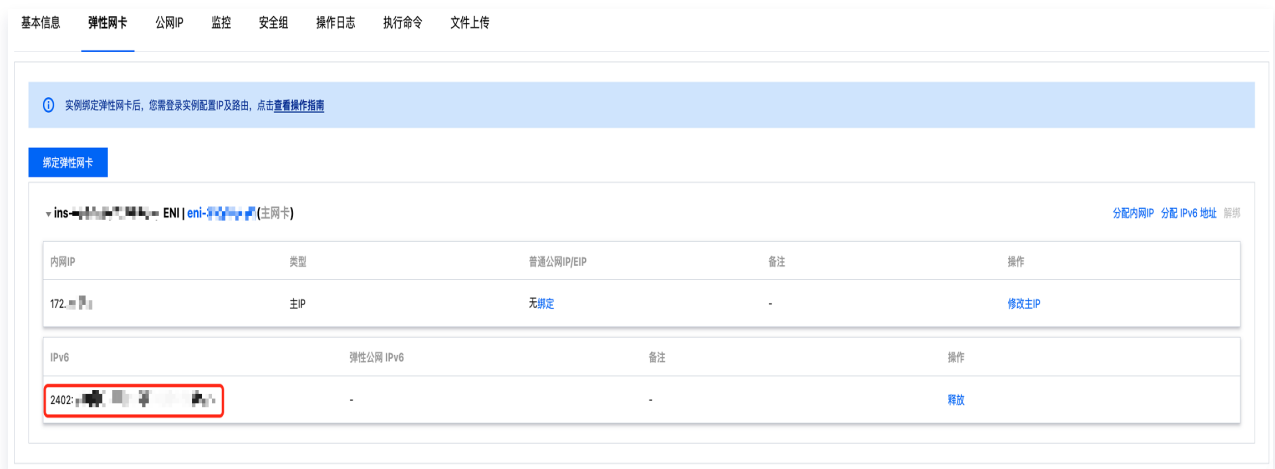 基本信息 弹性网卡 公网IP 监控 安全组 操作日志 执行命令 文件上传
实例绑定弹性网卡后，您需登录实例配置IP及路由，点击查看操作指南
绑定弹性网卡
ins- ENI | eni- (主网卡) 分配内网IP 分配 IPv6 地址 解绑
内网IP 类型 普通公网IP/EIP 备注 操作
172. 主IP 无绑定 - 修改主IP
IPv6 弹性公网 IPv6 备注 操作
2402: - - 释放